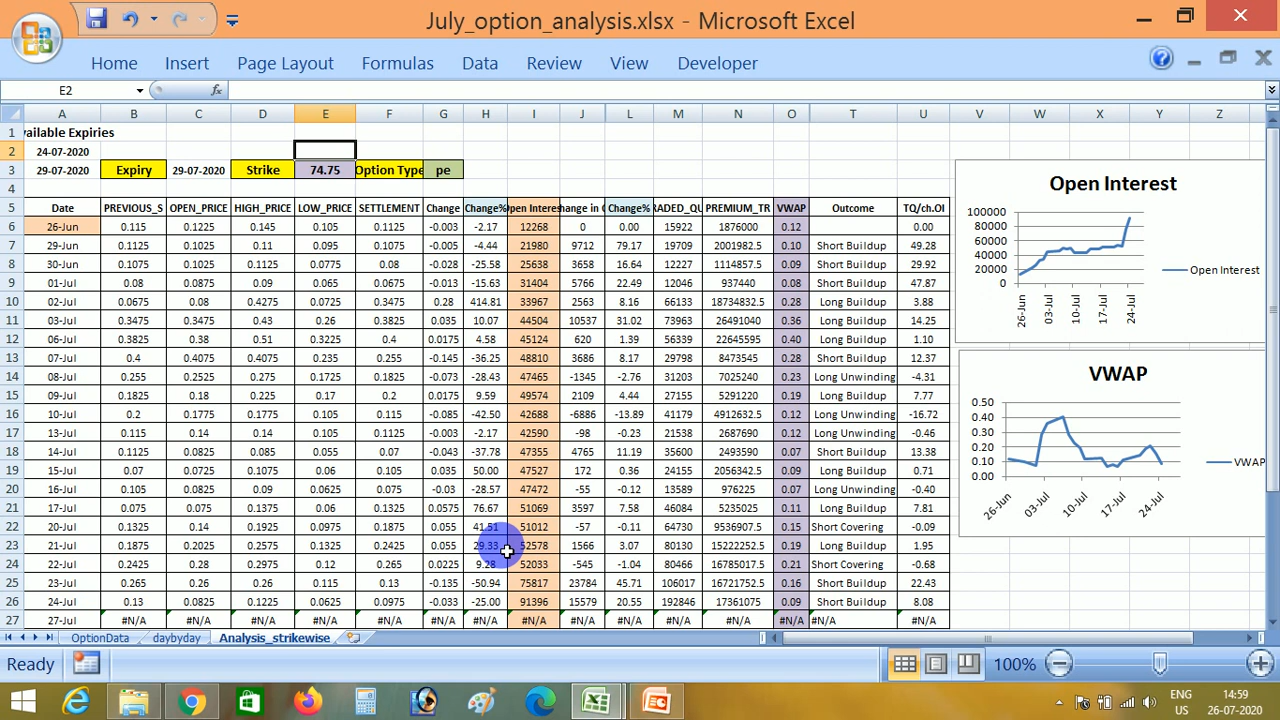 July_option_analysis.xlsx - Microsoft Excel
Home Insert Page Layout Formulas Data Review View Developer
E2 fx
A B C D E F G H I J L M N O T U V W X Y Z
1 vailable Expiries
2 24-07-2020
3 29-07-2020 Expiry 29-07-2020 Strike 74.75 Option Type pe
4
5 Date PREVIOUS_S OPEN_PRICE HIGH_PRICE LOW_PRICE SETTLEMENT Change Change% Open Interes hange in Change% RADED_QU PREMIUM_TR VWAP Outcome TQ/ch.OI
6 26-Jun 0.115 0.1225 0.145 0.105 0.1125 -0.003 -2.17 12268 0 0.00 15922 1876000 0.12 0.00
7 29-Jun 0.1125 0.1025 0.11 0.095 0.1075 -0.005 -4.44 21980 9712 79.17 19709 2001982.5 0.10 Short Buildup 49.28
8 30-Jun 0.1075 0.1025 0.1125 0.0775 0.08 -0.028 -25.58 25638 3658 16.64 12227 1114857.5 0.09 Short Buildup 29.92
9 01-Jul 0.08 0.0875 0.09 0.065 0.0675 -0.013 -15.63 31404 5766 22.49 12046 937440 0.08 Short Buildup 47.87
10 02-Jul 0.0675 0.08 0.4275 0.0725 0.3475 0.28 414.81 33967 2563 8.16 66133 18734832.5 0.28 Long Buildup 3.88
11 03-Jul 0.3475 0.3475 0.43 0.26 0.3825 0.035 10.07 44504 10537 31.02 73963 26491040 0.36 Long Buildup 14.25
12 06-Jul 0.3825 0.38 0.51 0.3225 0.4 0.0175 4.58 45124 620 1.39 56339 22645595 0.40 Long Buildup 1.10
13 07-Jul 0.4 0.4075 0.4075 0.235 0.255 -0.145 -36.25 48810 3686 8.17 29798 8473545 0.28 Short Buildup 12.37
14 08-Jul 0.255 0.2525 0.275 0.1725 0.1825 -0.073 -28.43 47465 -1345 -2.76 31203 7025240 0.23 Long Unwinding -4.31
15 09-Jul 0.1825 0.18 0.225 0.17 0.2 0.0175 9.59 49574 2109 4.44 27156 5291220 0.19 Long Buildup 7.77
16 10-Jul 0.2 0.1775 0.1775 0.105 0.115 -0.085 -42.50 42688 -6886 -13.89 41179 4912632.5 0.12 Long Unwinding -16.72
17 13-Jul 0.115 0.14 0.14 0.105 0.1125 -0.003 -2.17 42590 -98 -0.23 21538 2687690 0.12 Long Unwinding -0.46
18 14-Jul 0.1125 0.0825 0.085 0.055 0.07 -0.043 -37.78 47355 4765 11.19 35600 2493590 0.07 Short Buildup 13.38
19 15-Jul 0.07 0.0725 0.1075 0.06 0.105 0.035 50.00 47527 172 0.36 24155 2056342.5 0.09 Long Buildup 0.71
20 16-Jul 0.105 0.0825 0.09 0.0625 0.075 -0.03 -28.57 47472 -55 -0.12 13589 976225 0.07 Long Unwinding -0.40
21 17-Jul 0.075 0.075 0.1375 0.06 0.1325 0.0575 76.67 51069 3597 7.58 46084 5235025 0.11 Long Buildup 7.81
22 20-Jul 0.1325 0.14 0.1925 0.0975 0.1875 0.055 41.51 51012 -57 -0.11 64730 9536907.5 0.15 Short Covering -0.09
23 21-Jul 0.1875 0.2025 0.2575 0.1325 0.2425 0.055 29.33 52578 1566 3.07 80130 15222252.5 0.19 Long Buildup 1.95
24 22-Jul 0.2425 0.28 0.2975 0.12 0.265 0.0225 9.28 52033 -545 -1.04 80466 16785017.5 0.21 Short Covering -0.68
25 23-Jul 0.265 0.26 0.26 0.115 0.13 -0.135 -50.94 75817 23784 45.71 106017 16721752.5 0.16 Short Buildup 22.43
26 24-Jul 0.13 0.0825 0.1225 0.0625 0.0975 -0.033 -25.00 91396 15579 20.55 192846 17361075 0.09 Short Buildup 8.08
27 27-Jul #N/A #N/A #N/A #N/A #N/A #N/A #N/A #N/A #N/A #N/A #N/A #N/A #N/A #N/A #N/A
Open Interest
100000
80000
60000
40000
20000
0
Open Interest
26-Jun 03-Jul 10-Jul 17-Jul 24-Jul
VWAP
0.50
0.40
0.30
0.20
0.10
0.00
VWAP
26-Jun 03-Jul 10-Jul 17-Jul 24-Jul
OptionData daybyday Analysis_strikewise
Ready 100%
ENG 14:59
US 26-07-2020